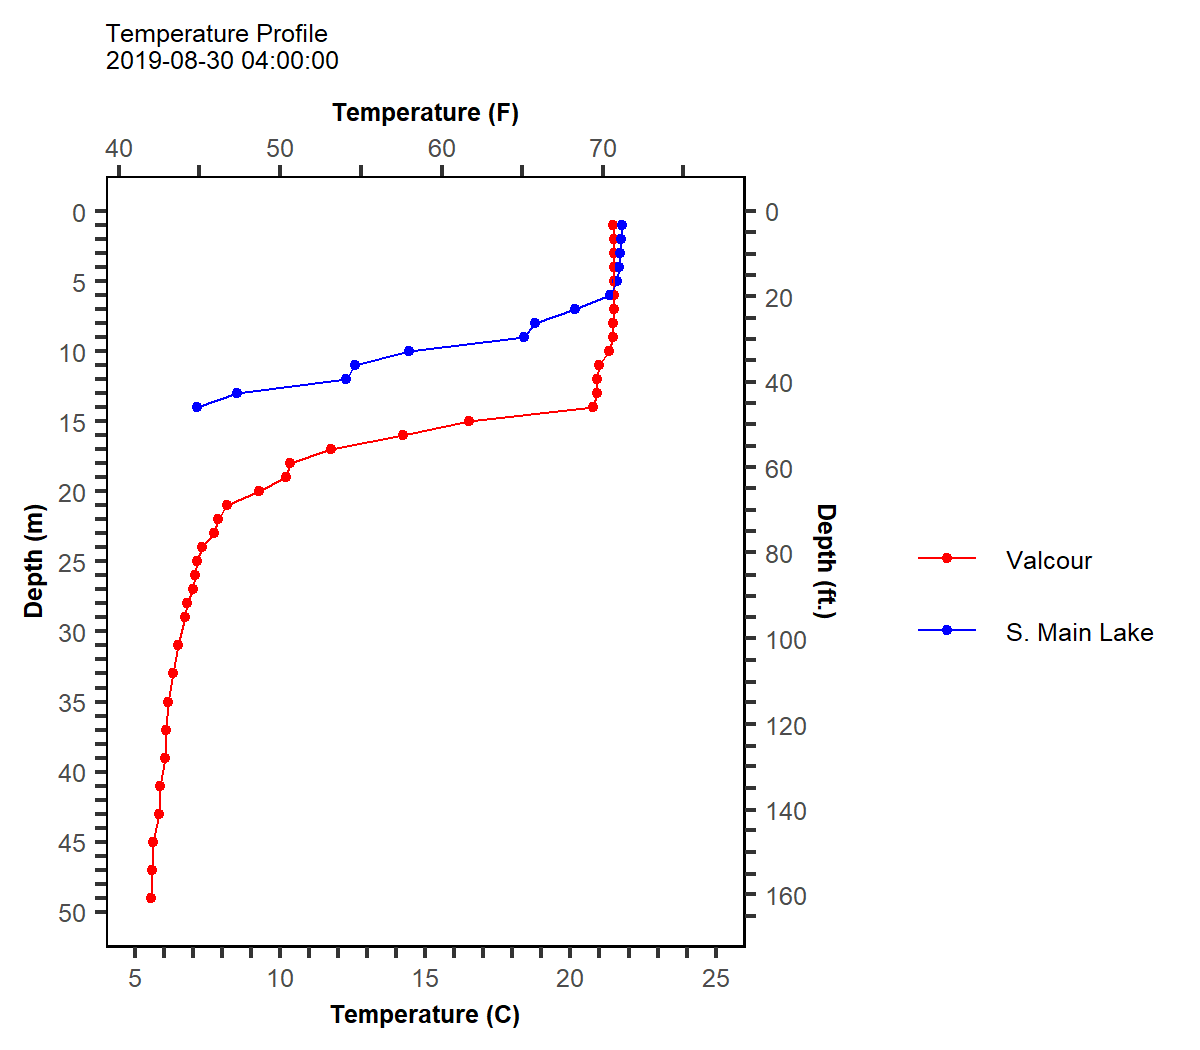 Temperature Profile
2019-08-30 04:00:00
Temperature (F)
40 50 60 70
0
5
10
15
20
25
30
35
40
45
50
Depth (m)
0
20
40
60
80
100
120
140
160
Depth (ft.)
5 10 15 20 25
Temperature (C)
Valcour
S. Main Lake